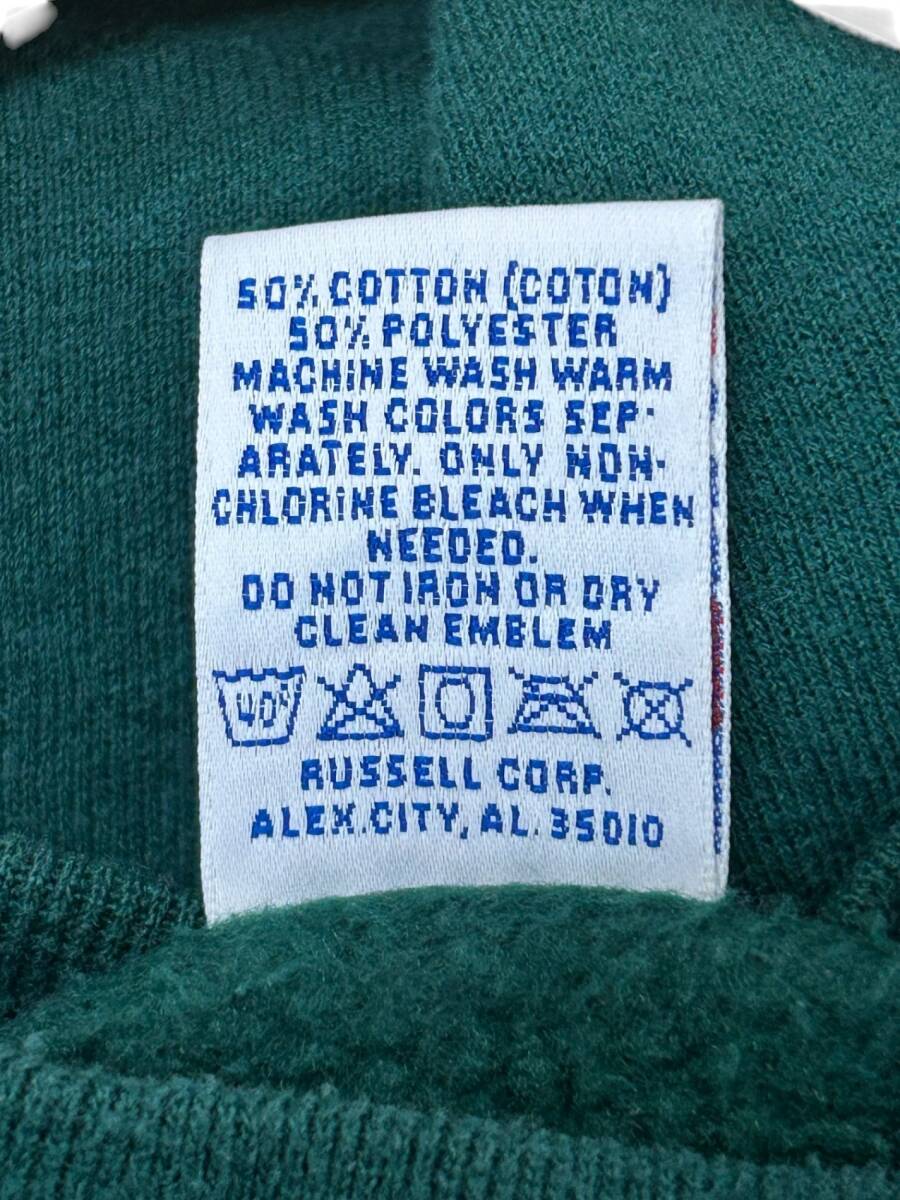 50% COTTON (COTON)
50% POLYESTER
MACHINE WASH WARM
WASH COLORS SEP-
ARATELY. ONLY NON-
CHLORINE BLEACH WHEN
NEEDED.
DO NOT IRON OR DRY
CLEAN EMBLEM
40°
RUSSELL CORP.
ALEX.CITY, AL. 35010